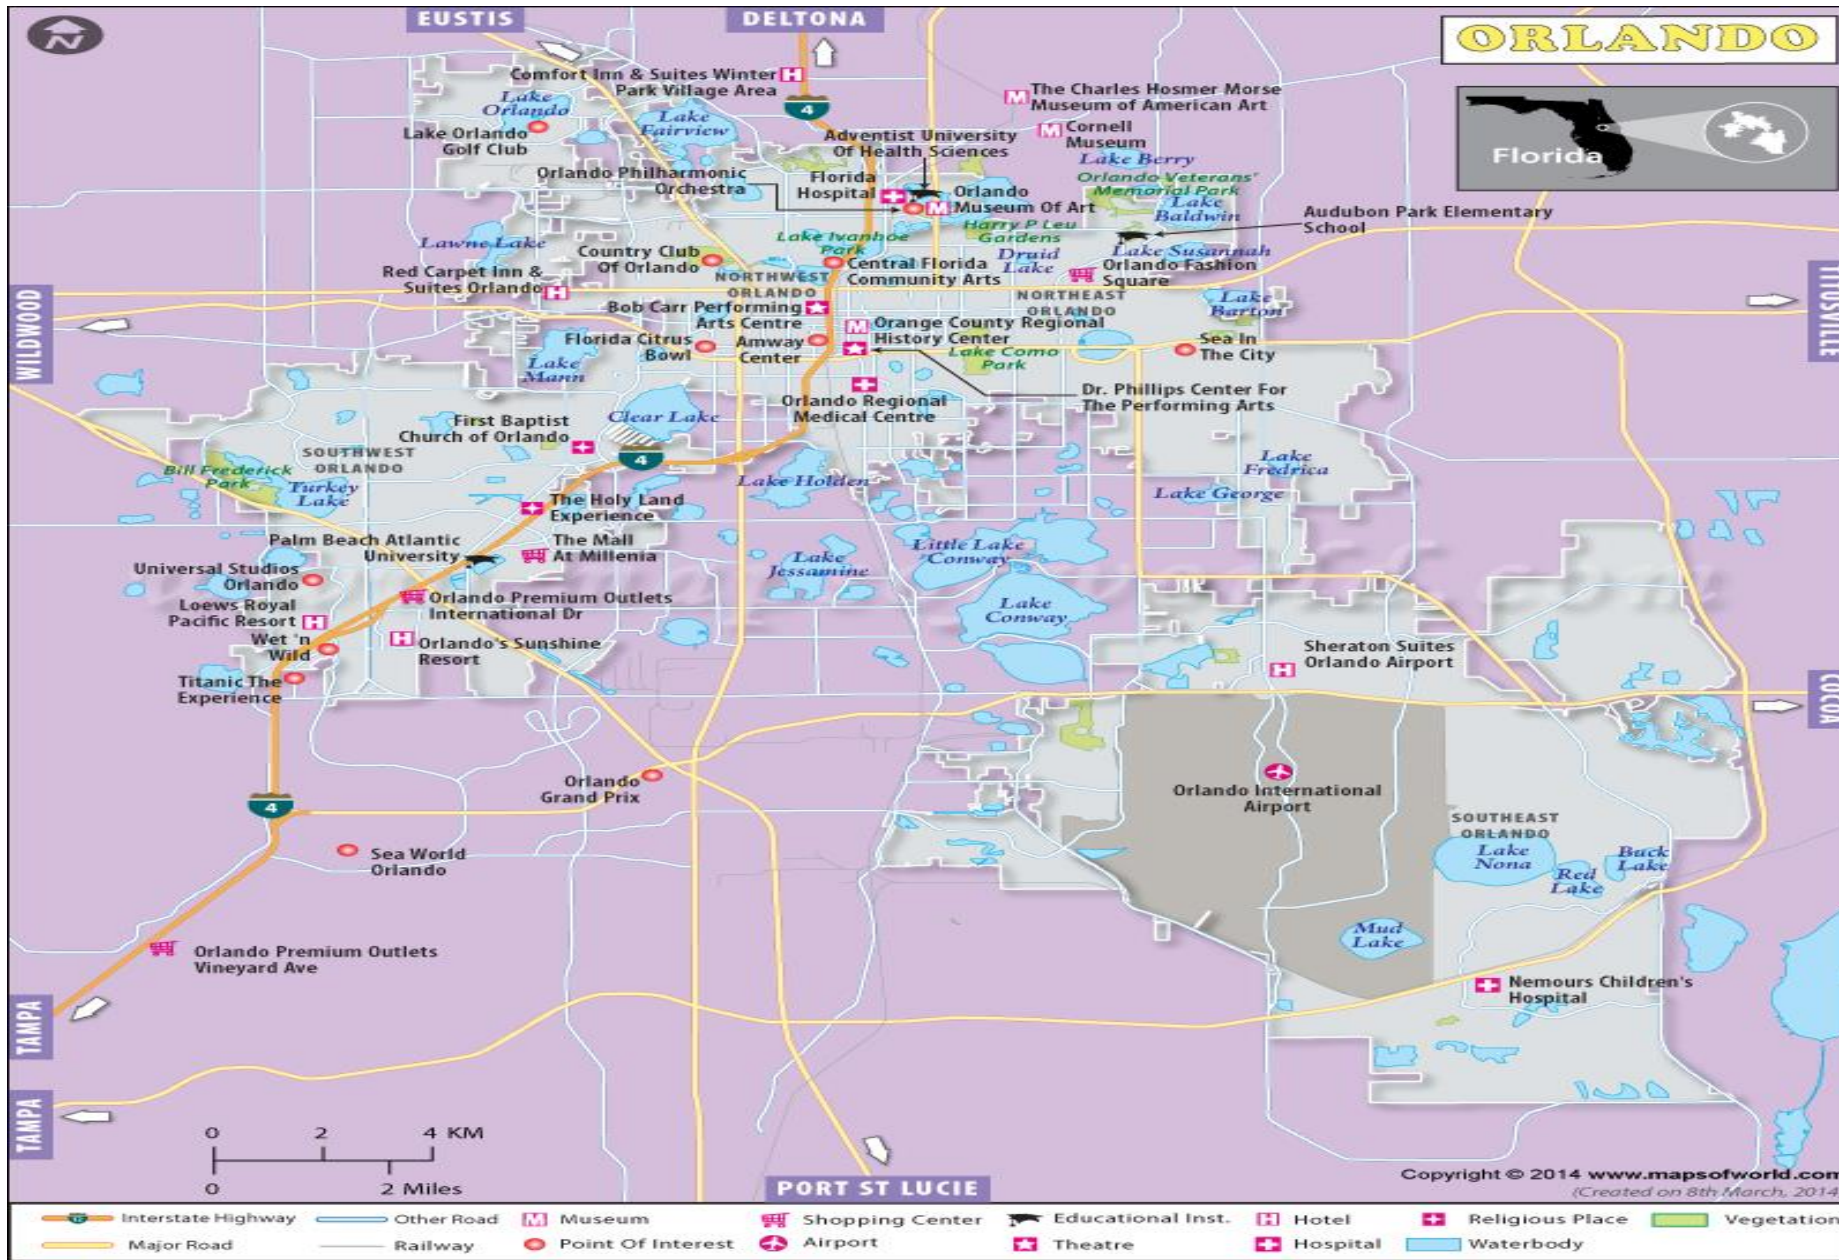 EUSTIS
DELTONA
ORLANDO
Florida
Comfort Inn & Suites Winter
Park Village Area
4
Lake
Orlando
Lake Orlando
Golf Club
Lake
Fairview
The Charles Hosmer Morse
Museum of American Art
Cornell
Museum
Adventist University
Of Health Sciences
Lake Berry
Orlando Veterans'
Memorial Park
Orlando Philharmonic
Orchestra
Florida
Hospital
Orlando
Museum Of Art
Lake
Baldwin
Audubon Park Elementary
School
Harry P Leu
Gardens
Lawne Lake
Lake Ivanhoe
Park
Country Club
Of Orlando
Druid
Lake
Lake Susannah
Orlando Fashion
Square
Red Carpet Inn &
Suites Orlando
NORTHWEST
ORLANDO
Central Florida
Community Arts
NORTHEAST
ORLANDO
Lake
Barton
WILDWOOD
TITUSVILLE
Bob Carr Performing
Arts Centre
Orange County Regional
History Center
Florida Citrus
Bowl
Amway
Center
Sea In
The City
Lake Como
Park
Lake
Mann
Orlando Regional
Medical Centre
Dr. Phillips Center For
The Performing Arts
First Baptist
Church of Orlando
Clear Lake
4
SOUTHWEST
ORLANDO
Bill Frederick
Park
Turkey
Lake
Lake Holden
Lake
Fredrica
Lake George
The Holy Land
Experience
Palm Beach Atlantic
University
The Mall
At Millenia
Lake
Jessamine
Little Lake
Conway
Universal Studios
Orlando
Orlando Premium Outlets
International Dr
Loews Royal
Pacific Resort
Lake
Conway
Wet 'n
Wild
Orlando's Sunshine
Resort
Sheraton Suites
Orlando Airport
Titanic The
Experience
COCOA
Orlando
Grand Prix
Orlando International
Airport
4
SOUTHEAST
ORLANDO
Lake
Nona
Buck
Lake
Red
Lake
Sea World
Orlando
Mud
Lake
Orlando Premium Outlets
Vineyard Ave
Nemours Children's
Hospital
TAMPA
TAMPA
0 2 4 KM
0 2 Miles
PORT ST LUCIE
Copyright © 2014 www.mapsofworld.com
(Created on 8th March, 2014
Interstate Highway Other Road M Museum Shopping Center Educational Inst. H Hotel Religious Place Vegetation
Major Road Railway Point Of Interest Airport Theatre Hospital Waterbody